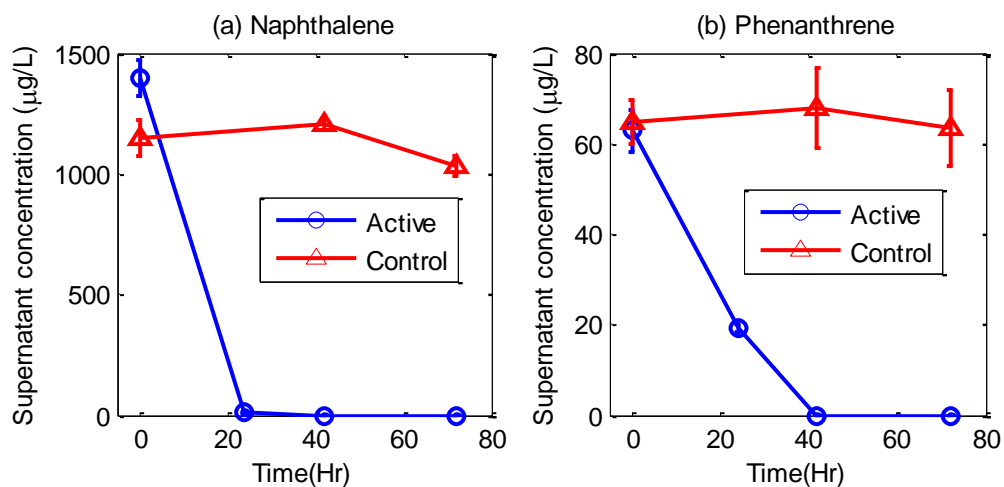 (a) Naphthalene
Supernatant concentration (µg/L)
1500
1000
500
0
0 20 40 60 80
Time(Hr)
Active
Control
(b) Phenanthrene
Supernatant concentration (µg/L)
80
60
40
20
0
0 20 40 60 80
Time(Hr)
Active
Control